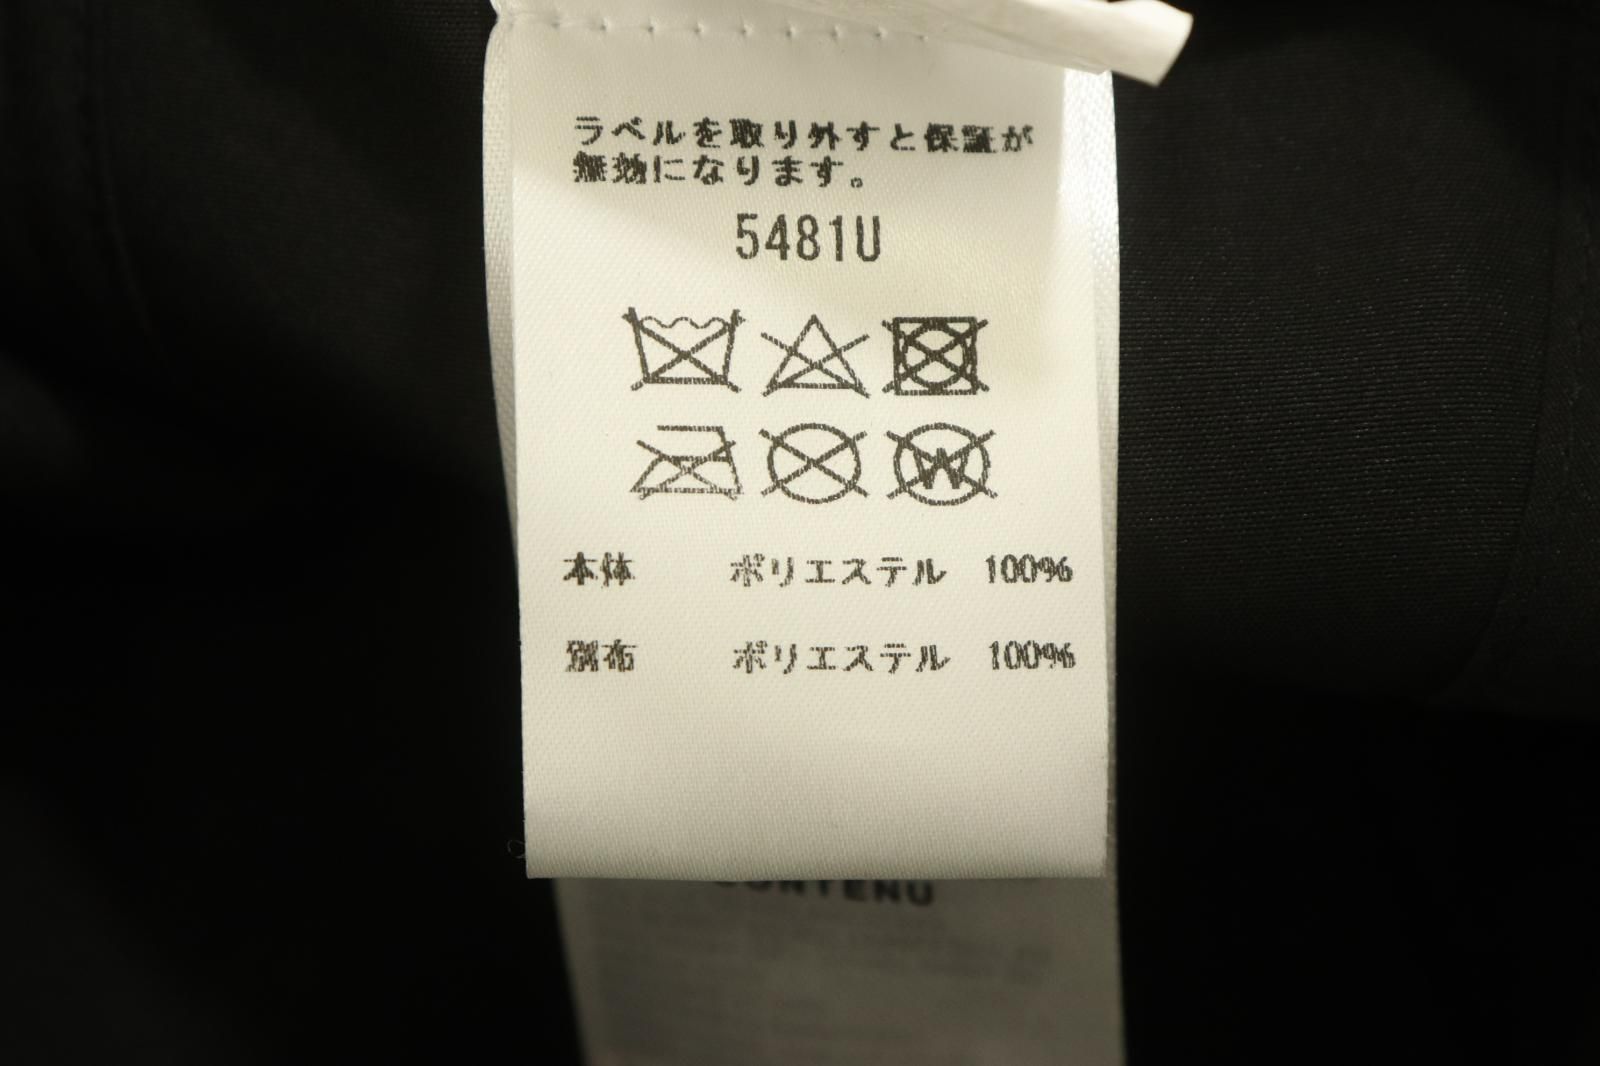 ラベルを取り外すと保証が
無効になります。
5481U
W
本体 ポリエステル 100%
別布 ポリエステル 100%
CONTENU